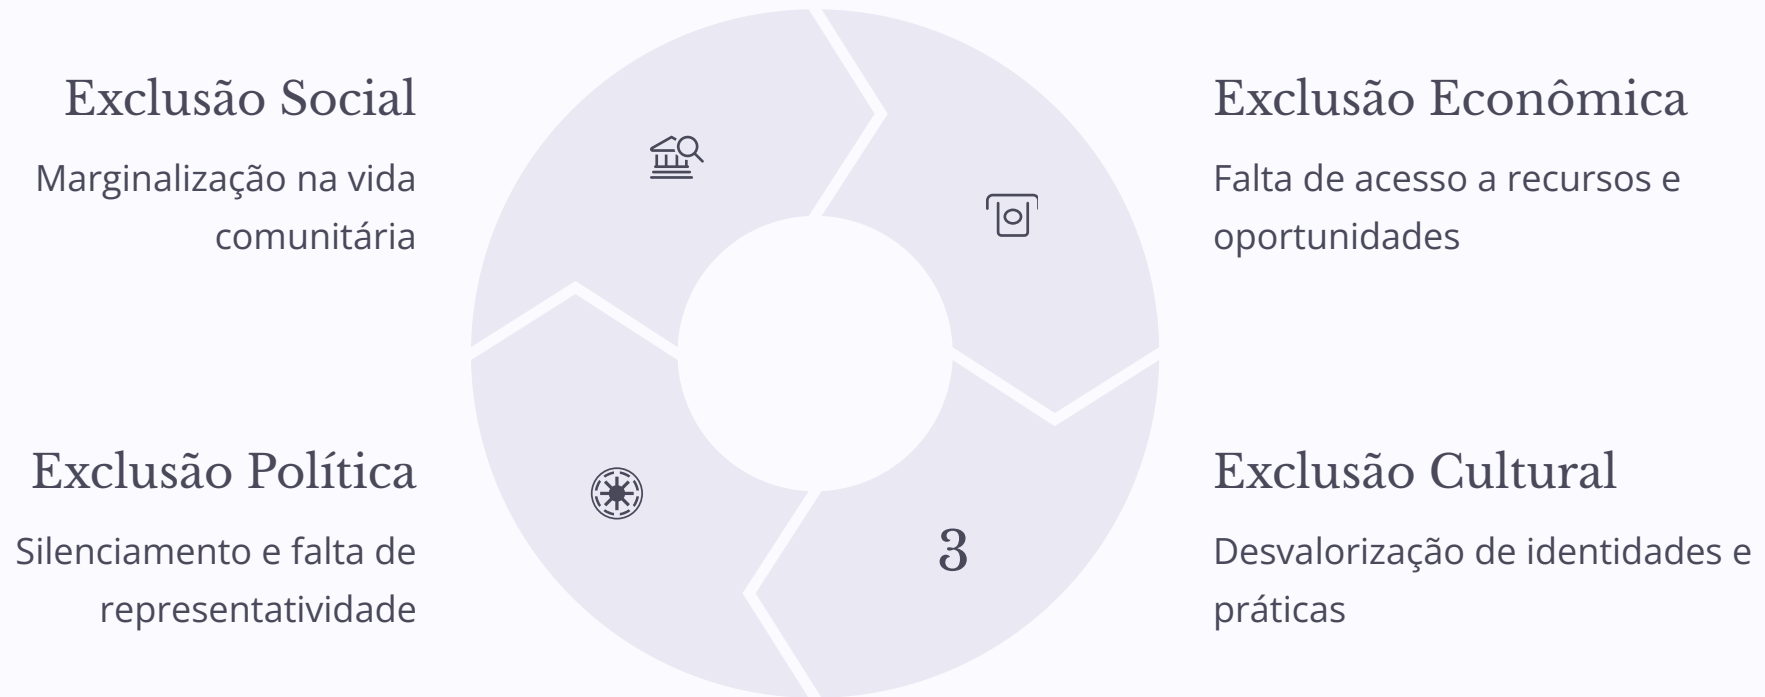 Exclusão Social
Marginalização na vida
comunitária
Exclusão Econômica
Falta de acesso a recursos e
oportunidades
Exclusão Política
Silenciamento e falta de
representatividade
3
Exclusão Cultural
Desvalorização de identidades e
práticas